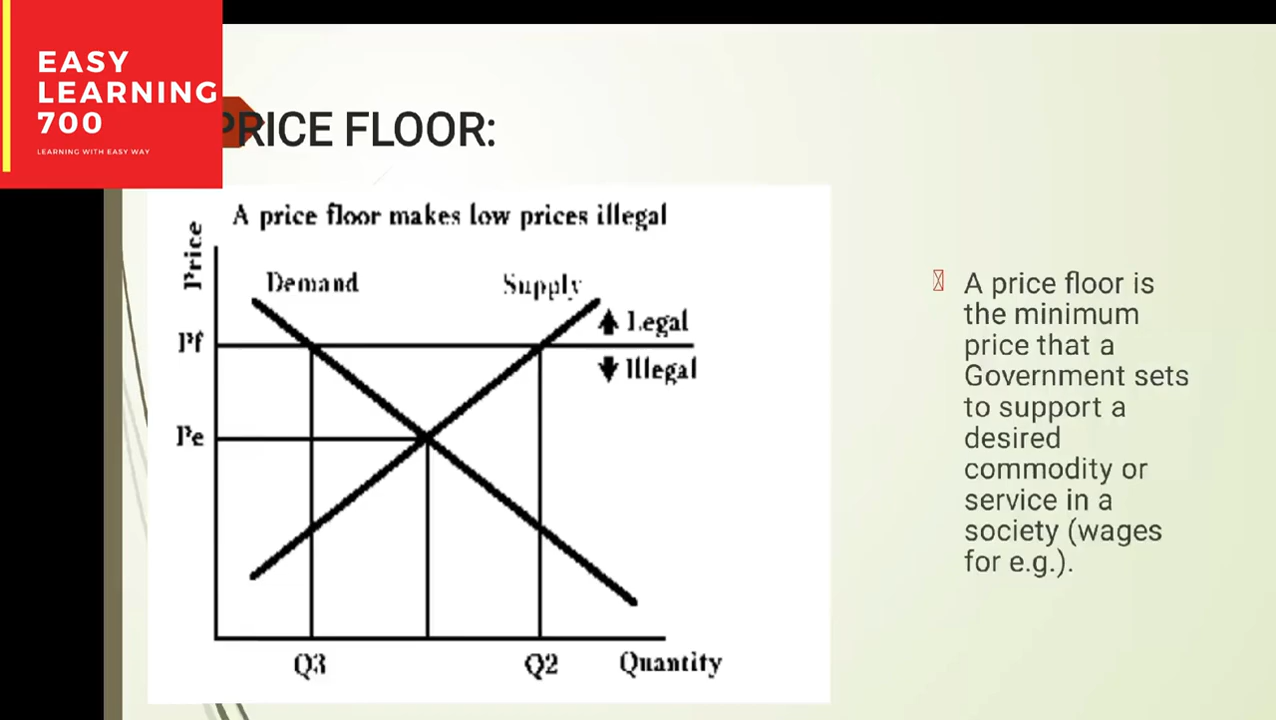 EASY
LEARNING
700
LEARNING WITH EASY WAY
PRICE FLOOR:
A price floor makes low prices illegal
Price
Demand
Supply
Legal
Pf
Illegal
Pe
Q3
Q2
Quantity
A price floor is
the minimum
price that a
Government sets
to support a
desired
commodity or
service in a
society (wages
for e.g.).